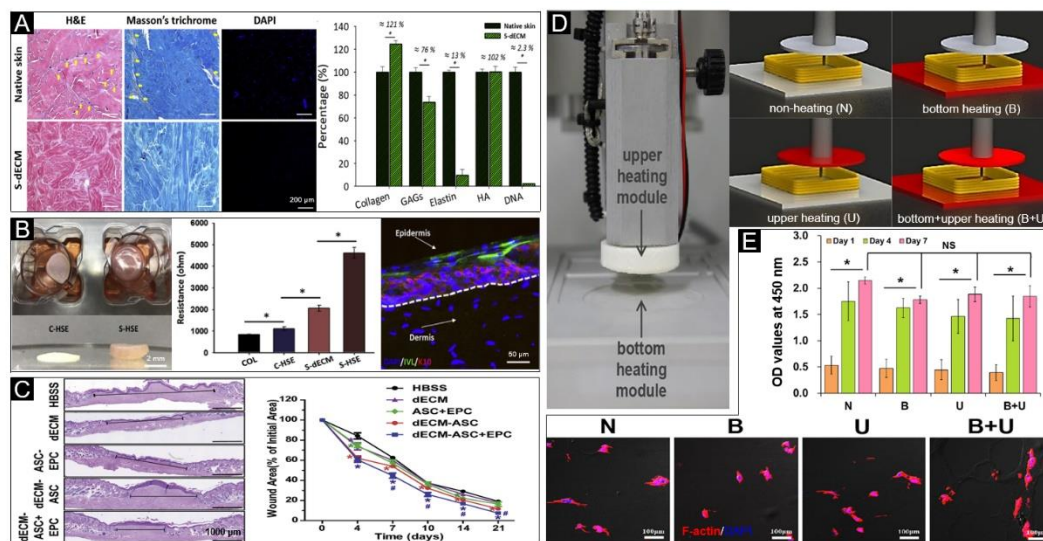 A
H&E
Masson's trichrome
DAPI
Native skin
S-dECM
200 μm
Native skin
S-dECM
Percentage (%)
140
120
100
80
60
40
20
0
≈ 121 %
*
≈ 76 %
*
≈ 13 %
*
≈ 102 %
≈ 2.3 %
*
Collagen
GAGs
Elastin
HA
DNA
B
C-HSE
S-HSE
2 mm
Resistance (ohm)
6000
5000
4000
3000
2000
1000
0
*
*
*
COL
C-HSE
S-dECM
S-HSE
Epidermis
Dermis
DAPI/IVL/K10
50 μm
C
HBSS
dECM
ASC-
EPC
dECM-
ASC
dECM-
ASC+
EPC
1000 μm
HBSS
dECM
ASC+EPC
dECM-ASC
dECM-ASC+EPC
Wound Area(% of Initial Area)
120
100
80
60
40
20
0
0
4
7
10
14
21
Time (days)
D
upper
heating
module
bottom
heating
module
non-heating (N)
bottom heating (B)
upper heating (U)
bottom+upper heating (B+U)
E
Day 1
Day 4
Day 7
OD values at 450 nm
2.5
2.0
1.5
1.0
0.5
0.0
NS
*
*
*
*
N
B
U
B+U
N
B
U
B+U
F-actin/DAPI
100μm
100μm
100μm